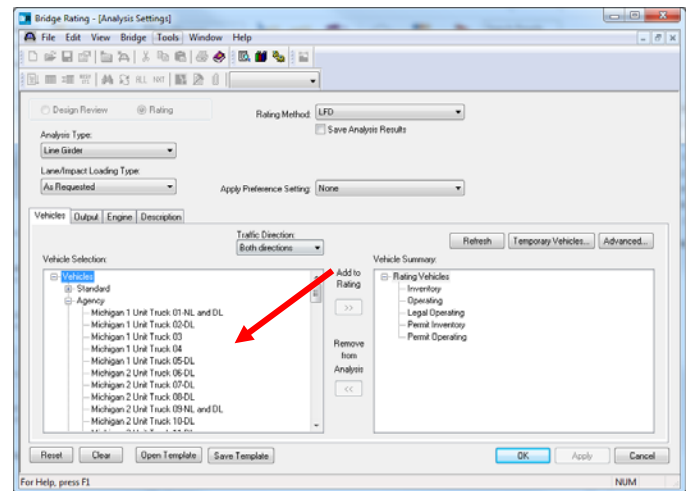 Bridge Rating - [Analysis Settings]
File Edit View Bridge Tools Window Help
Design Review Rating Rating Method: LFD
Save Analysis Results
Analysis Type:
Line Girder
Lane/Impact Loading Type:
As Requested Apply Preference Setting: None
Vehicles Output Engine Description
Traffic Direction:
Both directions Refresh Temporary Vehicles... Advanced...
Vehicle Selection: Vehicle Summary:
Vehicles Add to Rating Rating Vehicles
Standard Inventory
Agency >> Operating
Michigan 1 Unit Truck 01-NL and DL Legal Operating
Michigan 1 Unit Truck 02-DL Permit Inventory
Michigan 1 Unit Truck 03 Permit Operating
Michigan 1 Unit Truck 04 Remove from Analysis
Michigan 1 Unit Truck 05-DL
Michigan 2 Unit Truck 06-DL
Michigan 2 Unit Truck 07-DL <<
Michigan 2 Unit Truck 08-DL
Michigan 2 Unit Truck 09-NL and DL
Michigan 2 Unit Truck 10-DL
Reset Clear Open Template Save Template OK Apply Cancel
For Help, press F1 NUM